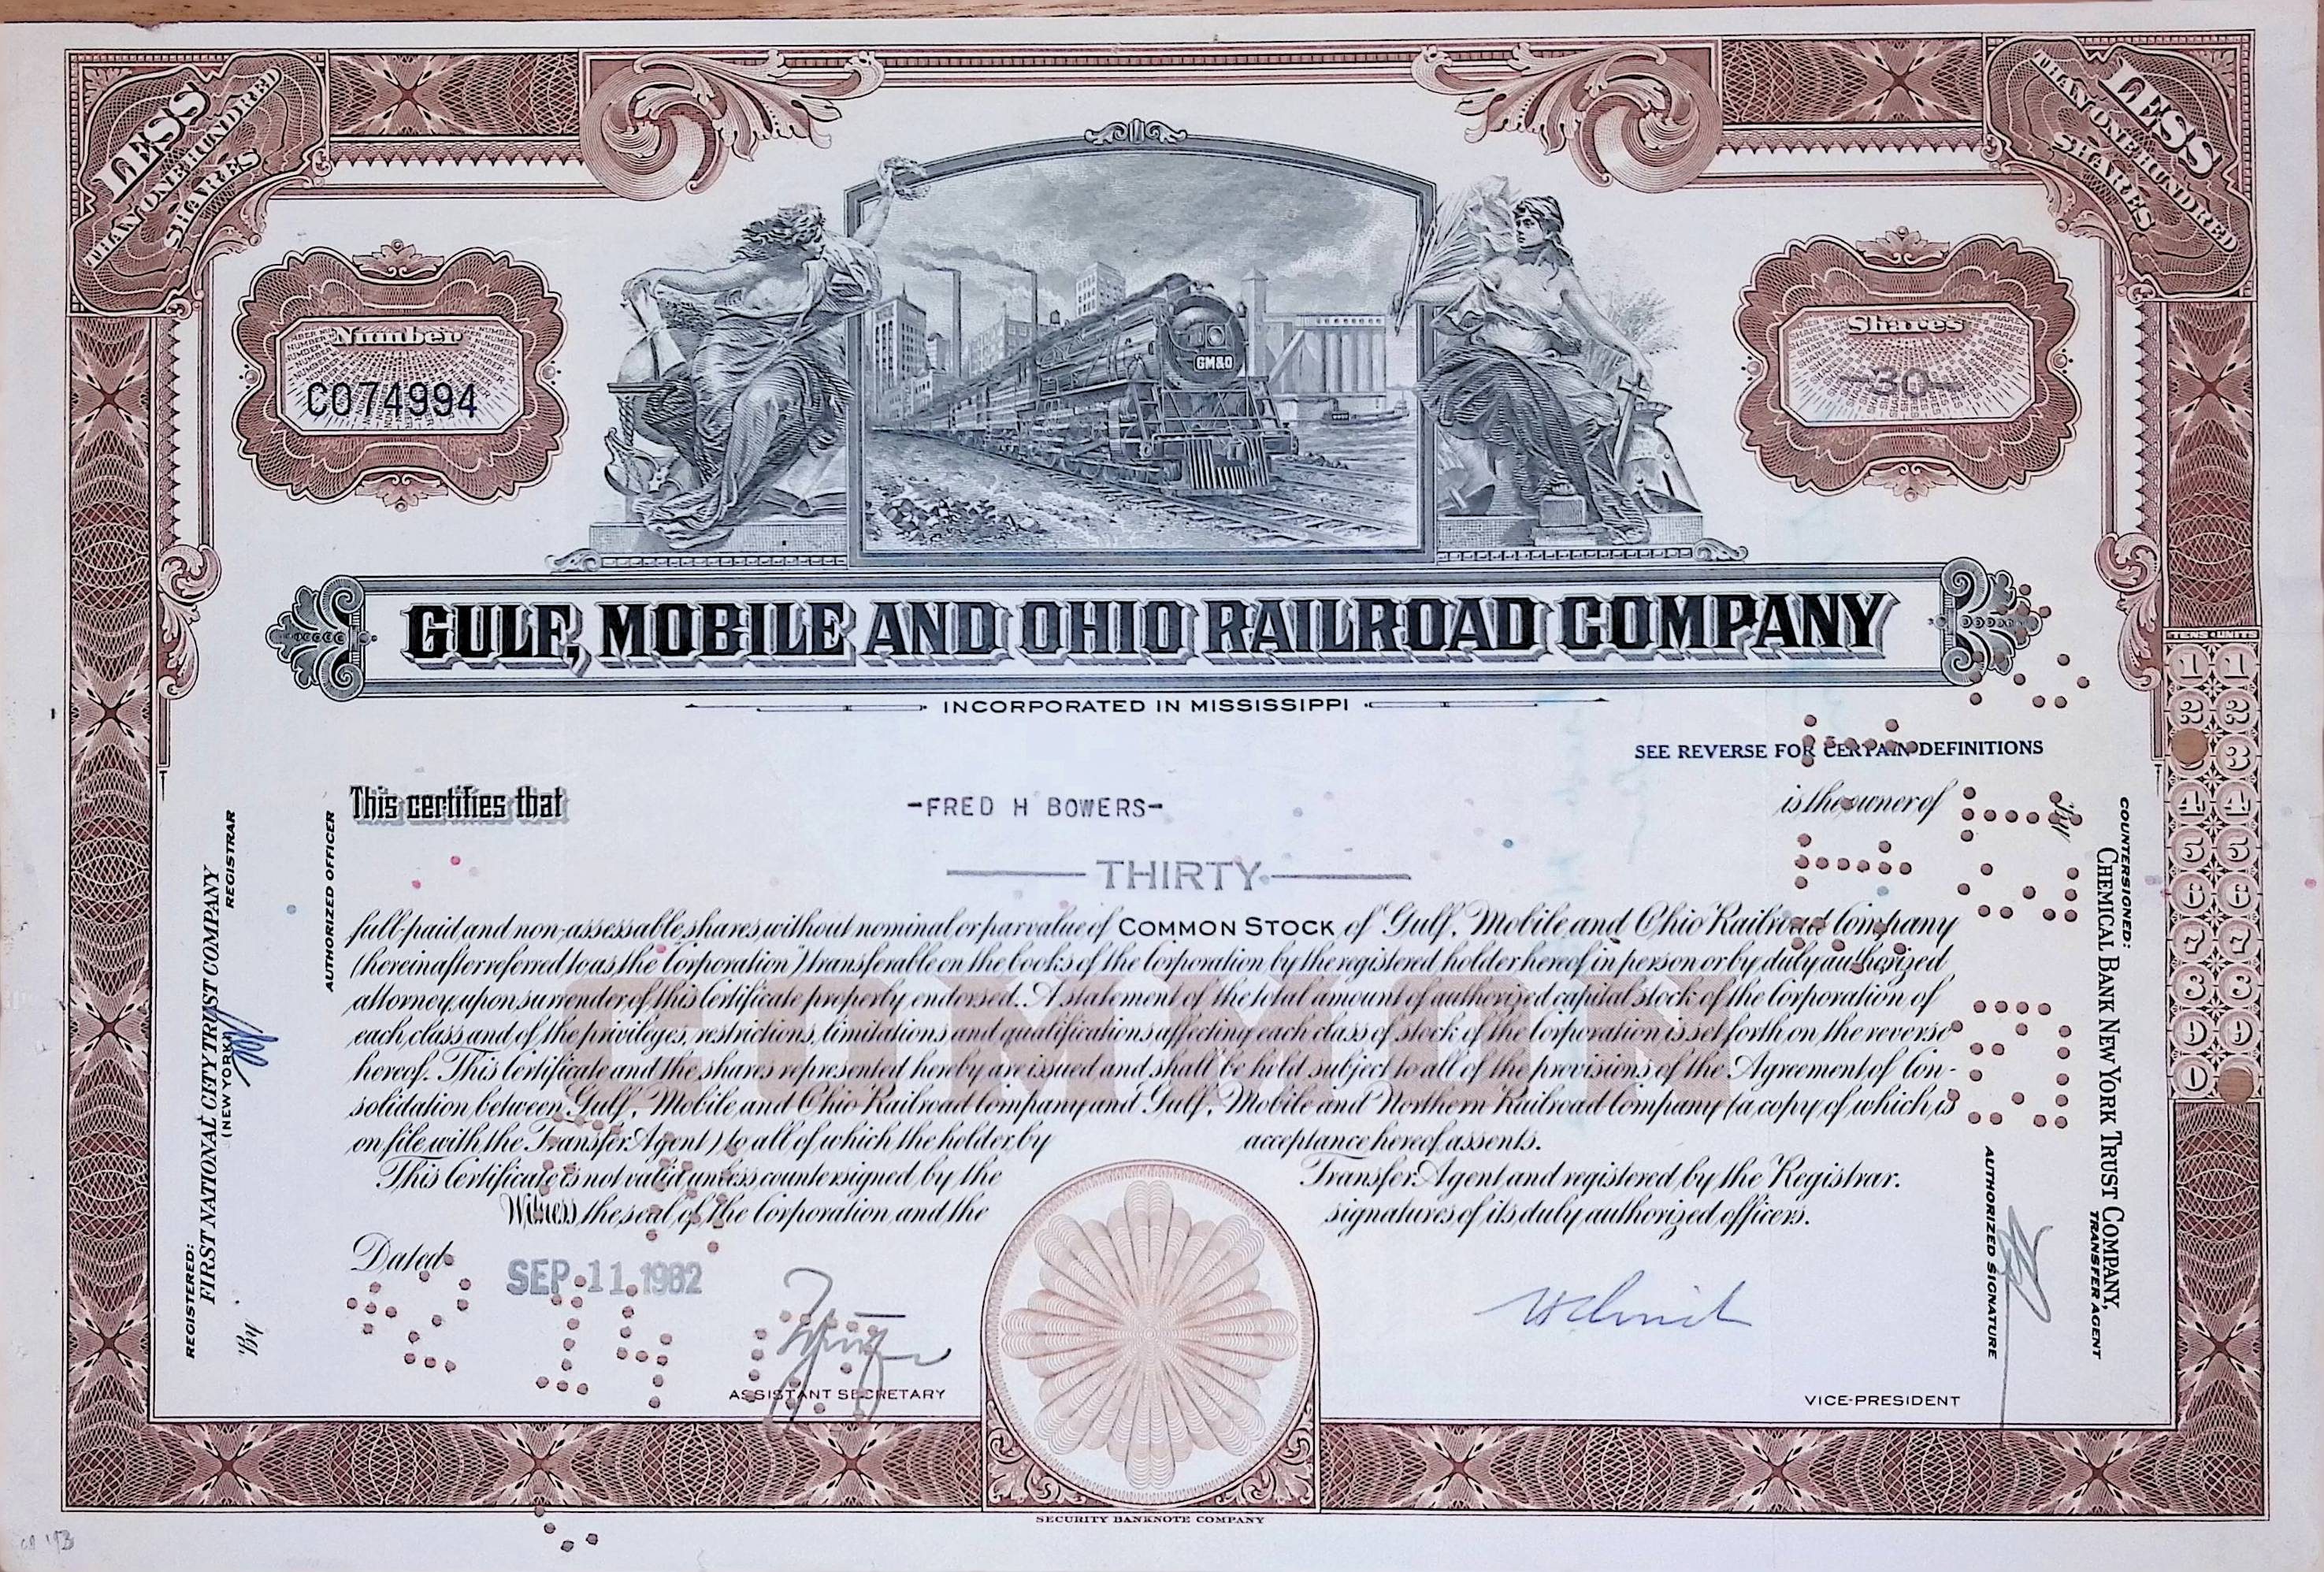 LESS
THAN ONE HUNDRED
SHARES
LESS
THAN ONE HUNDRED
SHARES
Number
C074994
GM&O
Shares
-30-
GULF, MOBILE AND OHIO RAILROAD COMPANY
INCORPORATED IN MISSISSIPPI
SEE REVERSE FOR CERTAIN DEFINITIONS
This certifies that -FRED H BOWERS- is the owner of
THIRTY
full-paid and non-assessable shares without nominal or par value of COMMON STOCK of Gulf, Mobile and Ohio Railroad Company
(hereinafter referred to as the "Corporation") transferable on the books of the Corporation by the registered holder hereof in person or by duly authorized
attorney, upon surrender of this Certificate properly endorsed. A statement of the total amount of authorized capital stock of the Corporation, of
each class and of the privileges, restrictions, limitations and qualifications affecting each class of stock of the Corporation is set forth on the reverse
hereof. This Certificate and the shares represented hereby are issued and shall be held subject to all of the provisions of the Agreement of Con-
solidation between Gulf, Mobile and Ohio Railroad Company and Gulf, Mobile and Northern Railroad Company (a copy of which is
on file with the Transfer Agent) to all of which the holder, by acceptance hereof assents.
This Certificate is not valid unless countersigned by the Transfer Agent and registered by the Registrar.
Witness the seal of the Corporation and the signatures of its duly authorized officers.
COMMON
Dated SEP 11 1962
ASSISTANT SECRETARY
VICE-PRESIDENT
REGISTERED:
FIRST NATIONAL CITY TRUST COMPANY
(NEW YORK)
REGISTRAR
By
AUTHORIZED OFFICER
COUNTERSIGNED:
CHEMICAL BANK NEW YORK TRUST COMPANY,
TRANSFER AGENT
By
AUTHORIZED SIGNATURE
TENS & UNITS
1 1
2 2
3
4 4
5 5
6 6
7 7
8 8
9 9
0
SECURITY BANKNOTE COMPANY